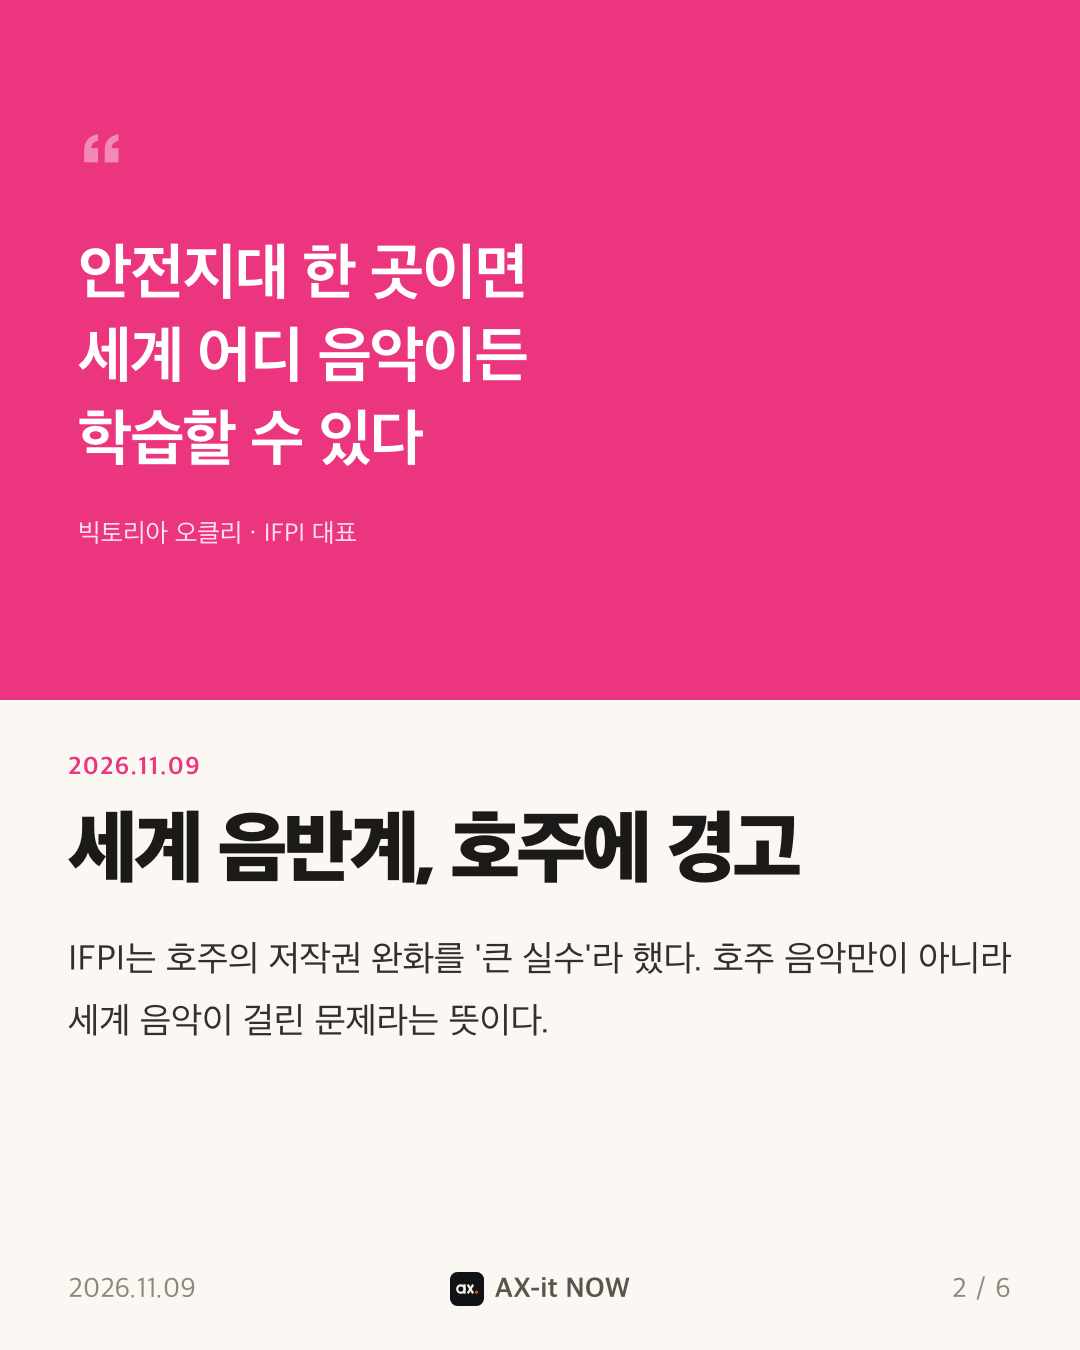 “
안전지대 한 곳이면
세계 어디 음악이든
학습할 수 있다
빅토리아 오클리 · IFPI 대표
2026.11.09
세계 음반계, 호주에 경고
IFPI는 호주의 저작권 완화를 '큰 실수'라 했다. 호주 음악만이 아니라
세계 음악이 걸린 문제라는 뜻이다.
2026.11.09
ax. AX-it NOW
2 / 6